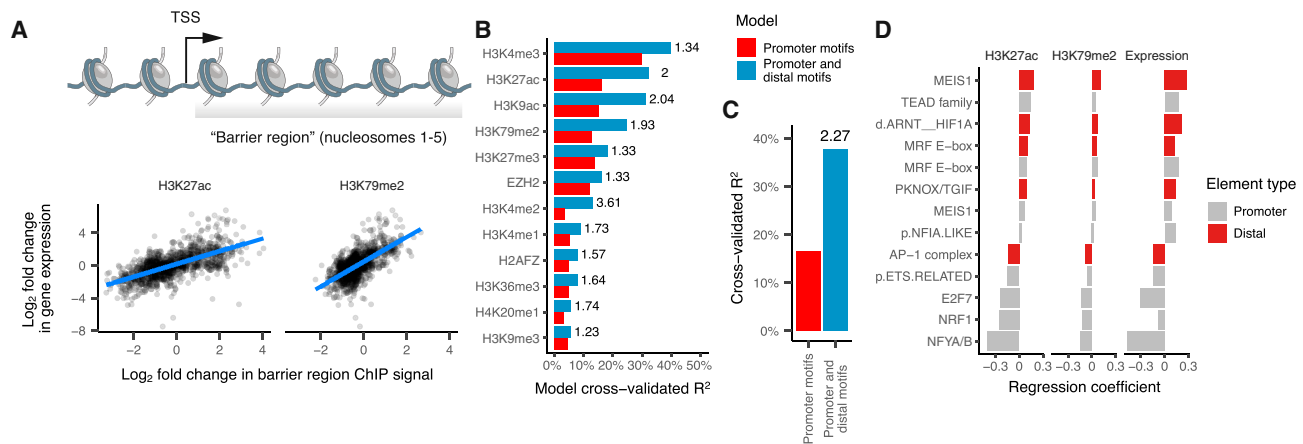 A
TSS
"Barrier region" (nucleosomes 1-5)
H3K27ac
H3K79me2
Log2 fold change
in gene expression
4
0
−4
−8
−2
0
2
4
−2
0
2
4
Log2 fold change in barrier region ChIP signal
B
Model
Promoter motifs
Promoter and
distal motifs
H3K4me3
1.34
H3K27ac
2
H3K9ac
2.04
H3K79me2
1.93
H3K27me3
1.33
EZH2
1.33
H3K4me2
3.61
H3K4me1
1.73
H2AFZ
1.57
H3K36me3
1.64
H4K20me1
1.74
H3K9me3
1.23
0%
10%
20%
30%
40%
50%
Model cross−validated R²
C
2.27
Cross−validated R²
40%
30%
20%
10%
0%
Promoter motifs
Promoter and
distal motifs
D
H3K27ac
H3K79me2
Expression
MEIS1
TEAD family
d.ARNT__HIF1A
MRF E−box
MRF E−box
PKNOX/TGIF
MEIS1
p.NFIA.LIKE
AP−1 complex
p.ETS.RELATED
E2F7
NRF1
NFYA/B
−0.3
0
0.3
−0.3
0
0.3
−0.3
0
0.3
Regression coefficient
Element type
Promoter
Distal